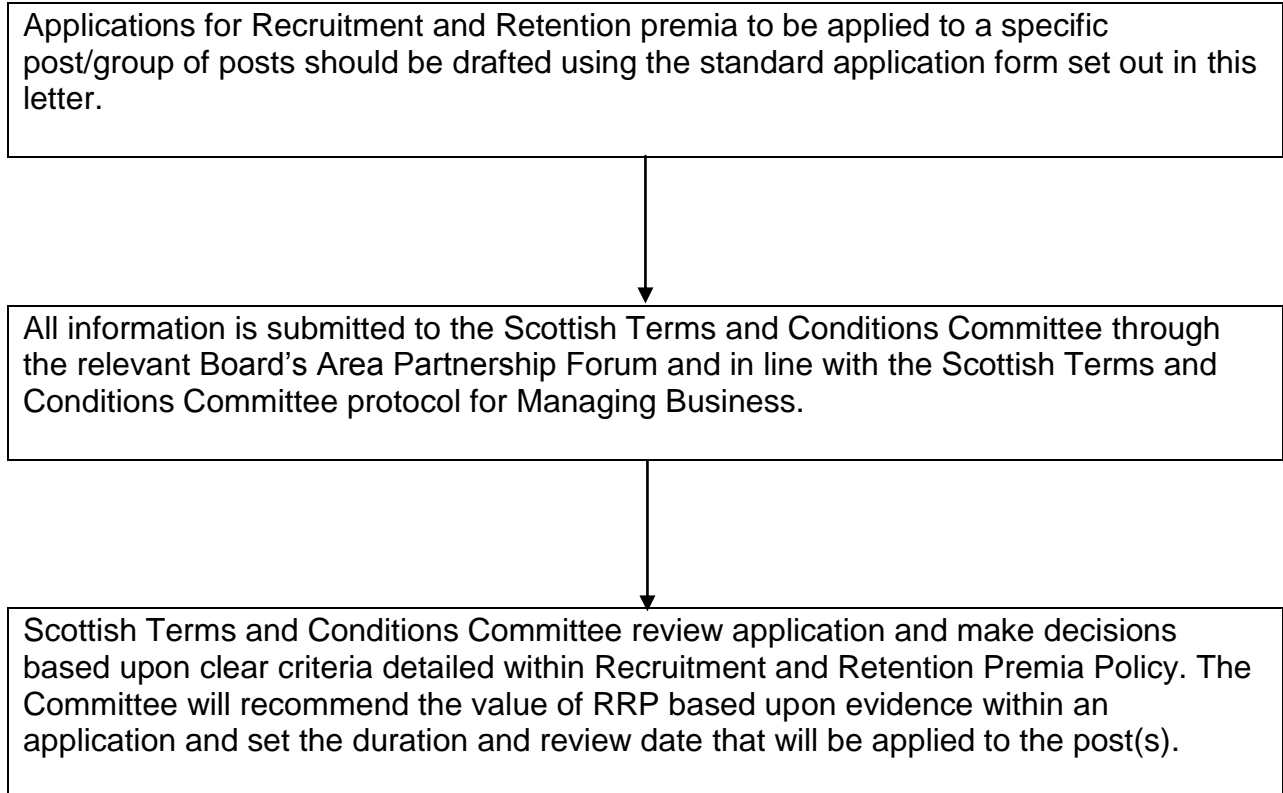 Applications for Recruitment and Retention premia to be applied to a specific
post/group of posts should be drafted using the standard application form set out in this
letter.
All information is submitted to the Scottish Terms and Conditions Committee through
the relevant Board’s Area Partnership Forum and in line with the Scottish Terms and
Conditions Committee protocol for Managing Business.
Scottish Terms and Conditions Committee review application and make decisions
based upon clear criteria detailed within Recruitment and Retention Premia Policy. The
Committee will recommend the value of RRP based upon evidence within an
application and set the duration and review date that will be applied to the post(s).